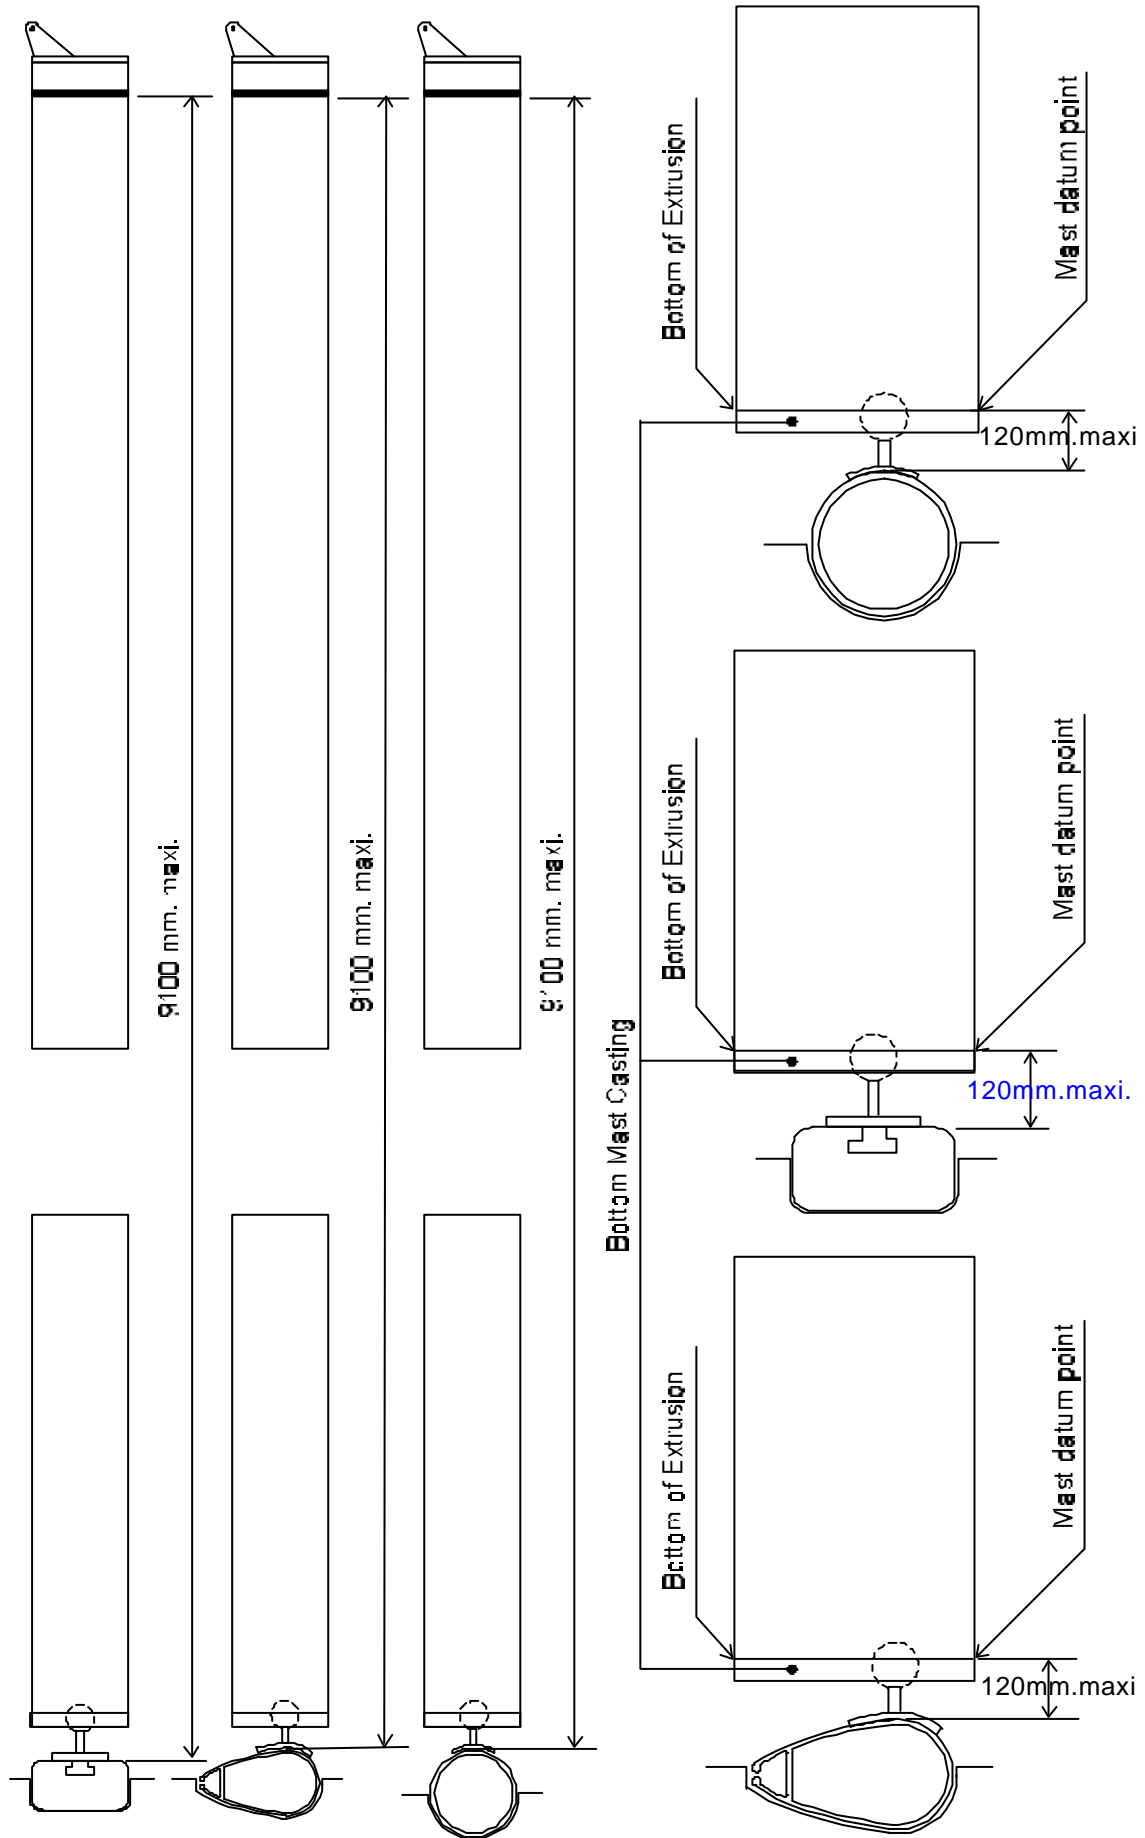 9100 mm. maxi.
9100 mm. maxi.
9100 mm. maxi.
Bottom Mast Casting
Bottom of Extrusion
Mast datum point
120mm.maxi
Bottom of Extrusion
Mast datum point
120mm.maxi.
Bottom of Extrusion
Mast datum point
120mm.maxi